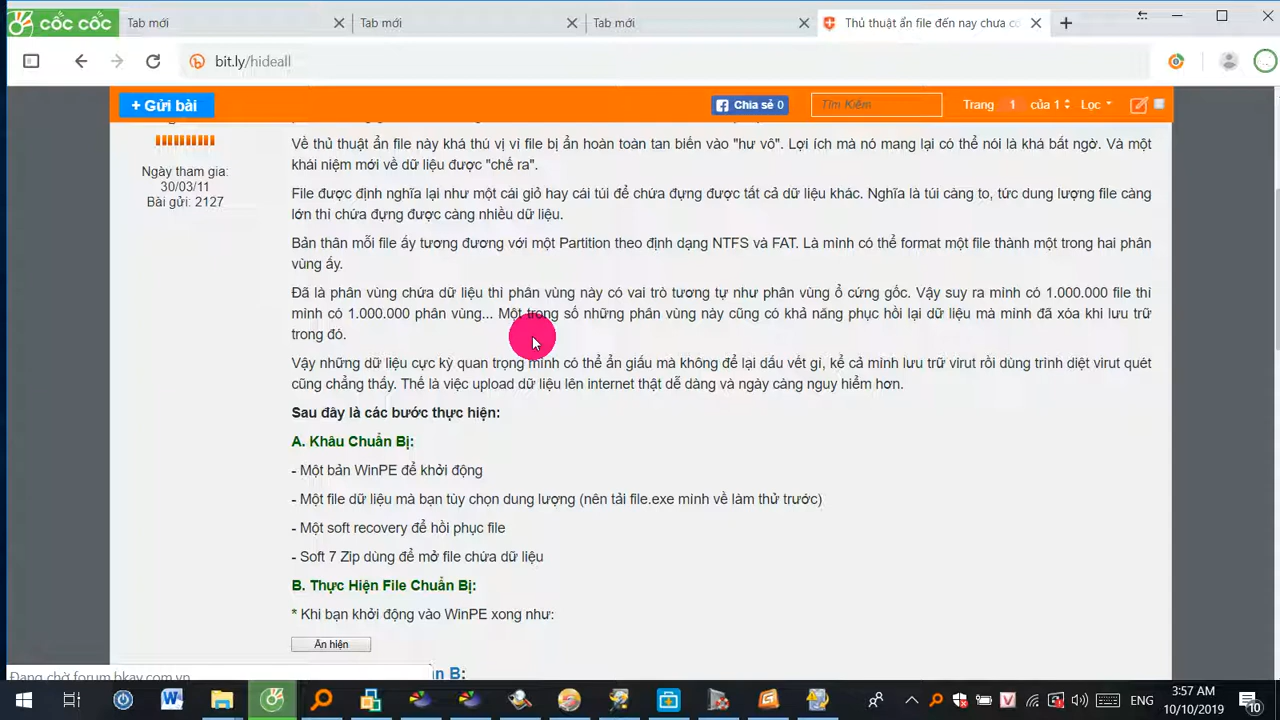 cốc cốc
Tab mới
Tab mới
Tab mới
Thủ thuật ẩn file đến nay chưa
bit.ly/hideall
+ Gửi bài
Chia sẻ 0
Tìm Kiếm
Trang 1 của 1
Lọc
Ngày tham gia:
30/03/11
Bài gửi: 2127
Về thủ thuật ẩn file này khá thú vị vì file bị ẩn hoàn toàn tan biến vào "hư vô". Lợi ích mà nó mang lại có thể nói là khá bất ngờ. Và một
khái niệm mới về dữ liệu được "chế ra".
File được định nghĩa lại như một cái giỏ hay cái túi để chứa đựng được tất cả dữ liệu khác. Nghĩa là túi càng to, tức dung lượng file càng
lớn thì chứa đựng được càng nhiều dữ liệu.
Bản thân mỗi file ấy tương đương với một Partition theo định dạng NTFS và FAT. Là mình có thể format một file thành một trong hai phân
vùng ấy.
Đã là phân vùng chứa dữ liệu thì phân vùng này có vai trò tương tự như phân vùng ổ cứng gốc. Vậy suy ra mình có 1.000.000 file thì
mình có 1.000.000 phân vùng... Một trong số những phân vùng này cũng có khả năng phục hồi lại dữ liệu mà mình đã xóa khi lưu trữ
trong đó.
Vậy những dữ liệu cực kỳ quan trọng mình có thể ẩn giấu mà không để lại dấu vết gì, kể cả mình lưu trữ virut rồi dùng trình diệt virut quét
cũng chẳng thấy. Thế là việc upload dữ liệu lên internet thật dễ dàng và ngày càng nguy hiểm hơn.
Sau đây là các bước thực hiện:
A. Khâu Chuẩn Bị:
- Một bản WinPE để khởi động
- Một file dữ liệu mà bạn tùy chọn dung lượng (nên tải file.exe mình về làm thử trước)
- Một soft recovery để hồi phục file
- Soft 7 Zip dùng để mở file chứa dữ liệu
B. Thực Hiện File Chuẩn Bị:
* Khi bạn khởi động vào WinPE xong như:
Ẩn hiện
n B:
Đang chờ forum.bkav.com.vn
ENG
3:57 AM
10/10/2019
10